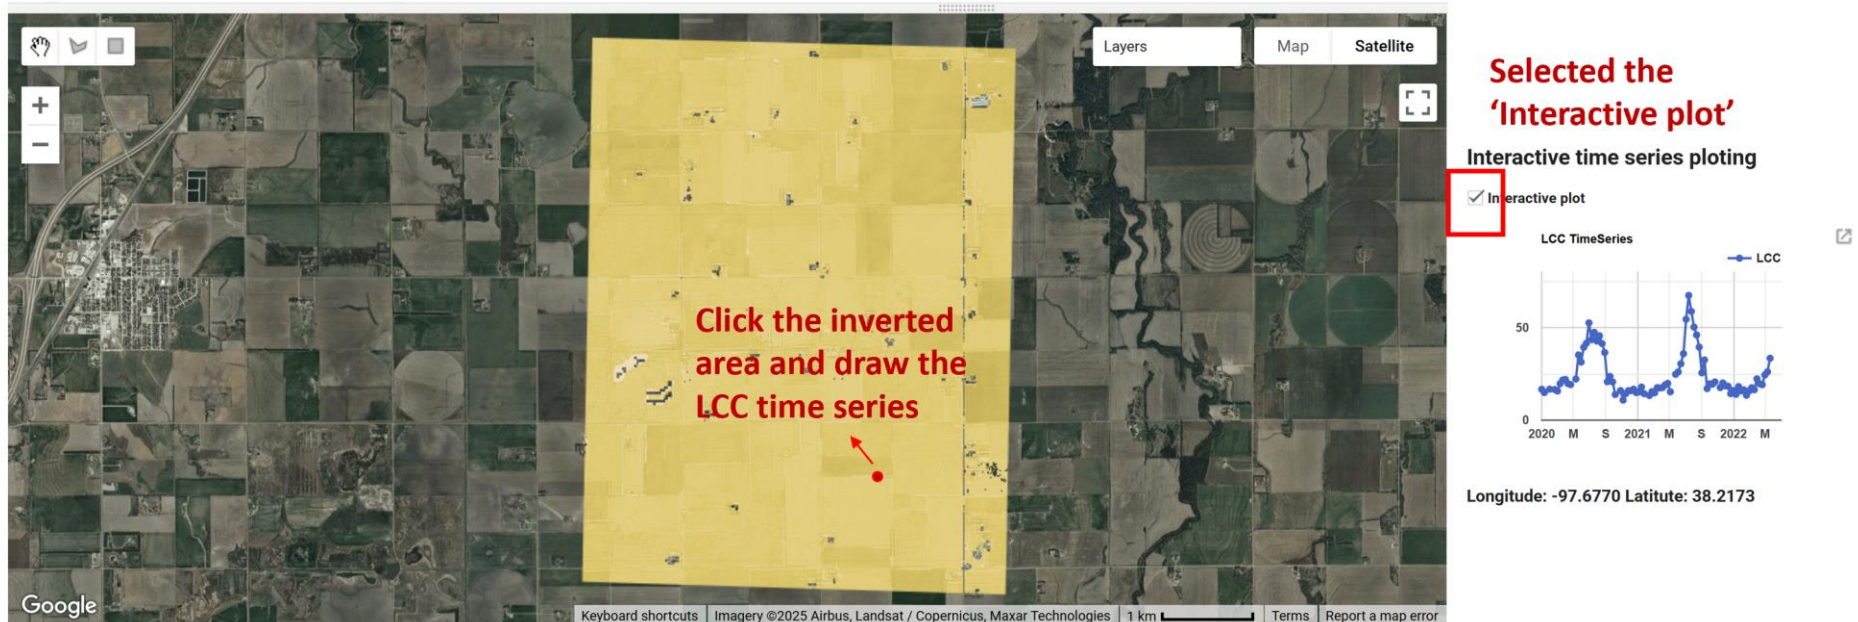 Layers
Map
Satellite
+
−
Click the inverted
area and draw the
LCC time series
Google
Keyboard shortcuts
Imagery ©2025 Airbus, Landsat / Copernicus, Maxar Technologies
1 km
Terms
Report a map error
Selected the
‘Interactive plot’
Interactive time series ploting
Interactive plot
LCC TimeSeries
LCC
50
0
2020 M S 2021 M S 2022 M
Longitude: -97.6770 Latitute: 38.2173